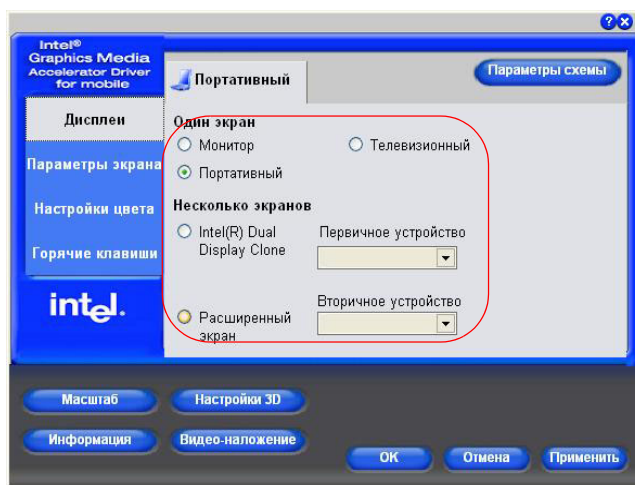 Intel®
Graphics Media
Accelerator Driver
for mobile
Портативный
Параметры схемы
Дисплеи
Параметры экрана
Настройки цвета
Горячие клавиши
intel.
Один экран
Монитор
Телевизионный
Портативный
Несколько экранов
Intel(R) Dual
Display Clone
Первичное устройство
Вторичное устройство
Расширенный
экран
Масштаб
Настройки 3D
Информация
Видео-наложение
OK
Отмена
Применить